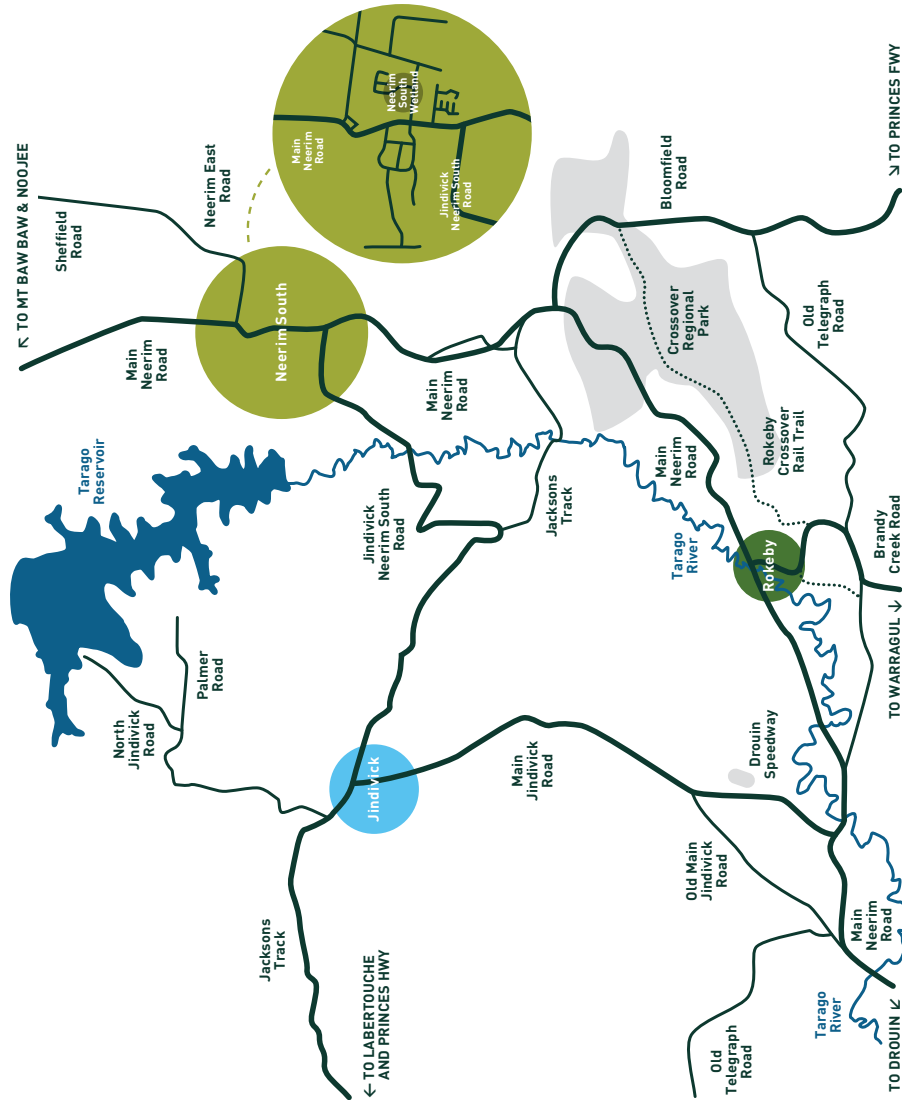 ↖ TO MT BAW BAW & NOOJEE
Sheffield
Road
Tarago
Reservoir
North
Jindivick
Road
Main
Neerim
Road
Palmer
Road
Neerim East
Road
Jacksons
Track
Neerim South
Main
Neerim
Road
Neerim
South
Wetland
Jindivick
Neerim South
Road
← TO LABERTOUCHE
AND PRINCES HWY
Jindivick
Jindivick
Neerim South
Road
Main
Neerim
Road
Main
Jindivick
Road
Jacksons
Track
Bloomfield
Road
Crossover
Regional
Park
Main
Neerim
Road
Tarago
River
Old Main
Jindivick
Road
Old
Telegraph
Road
Drouin
Speedway
Rokeby
Rokeby
Crossover
Rail Trail
Old
Telegraph
Road
Tarago
River
Main
Neerim
Road
Brandy
Creek Road
TO DROUIN ↙
TO WARRAGUL ↓
↘ TO PRINCES FWY